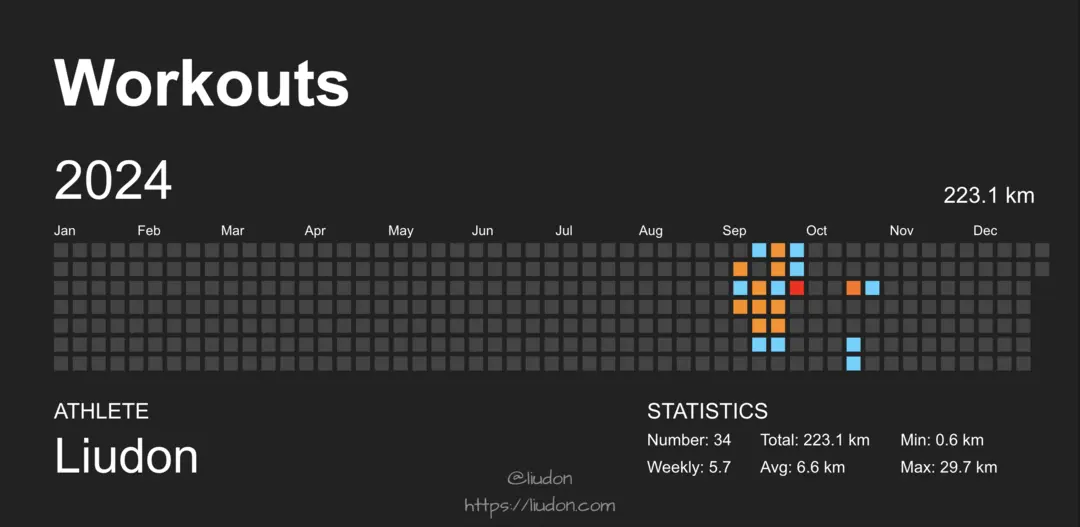 Workouts
2024
223.1 km
Jan Feb Mar Apr May Jun Jul Aug Sep Oct Nov Dec
ATHLETE
Liudon
STATISTICS
Number: 34 Total: 223.1 km Min: 0.6 km
Weekly: 5.7 Avg: 6.6 km Max: 29.7 km
@liudon
https://liudon.com